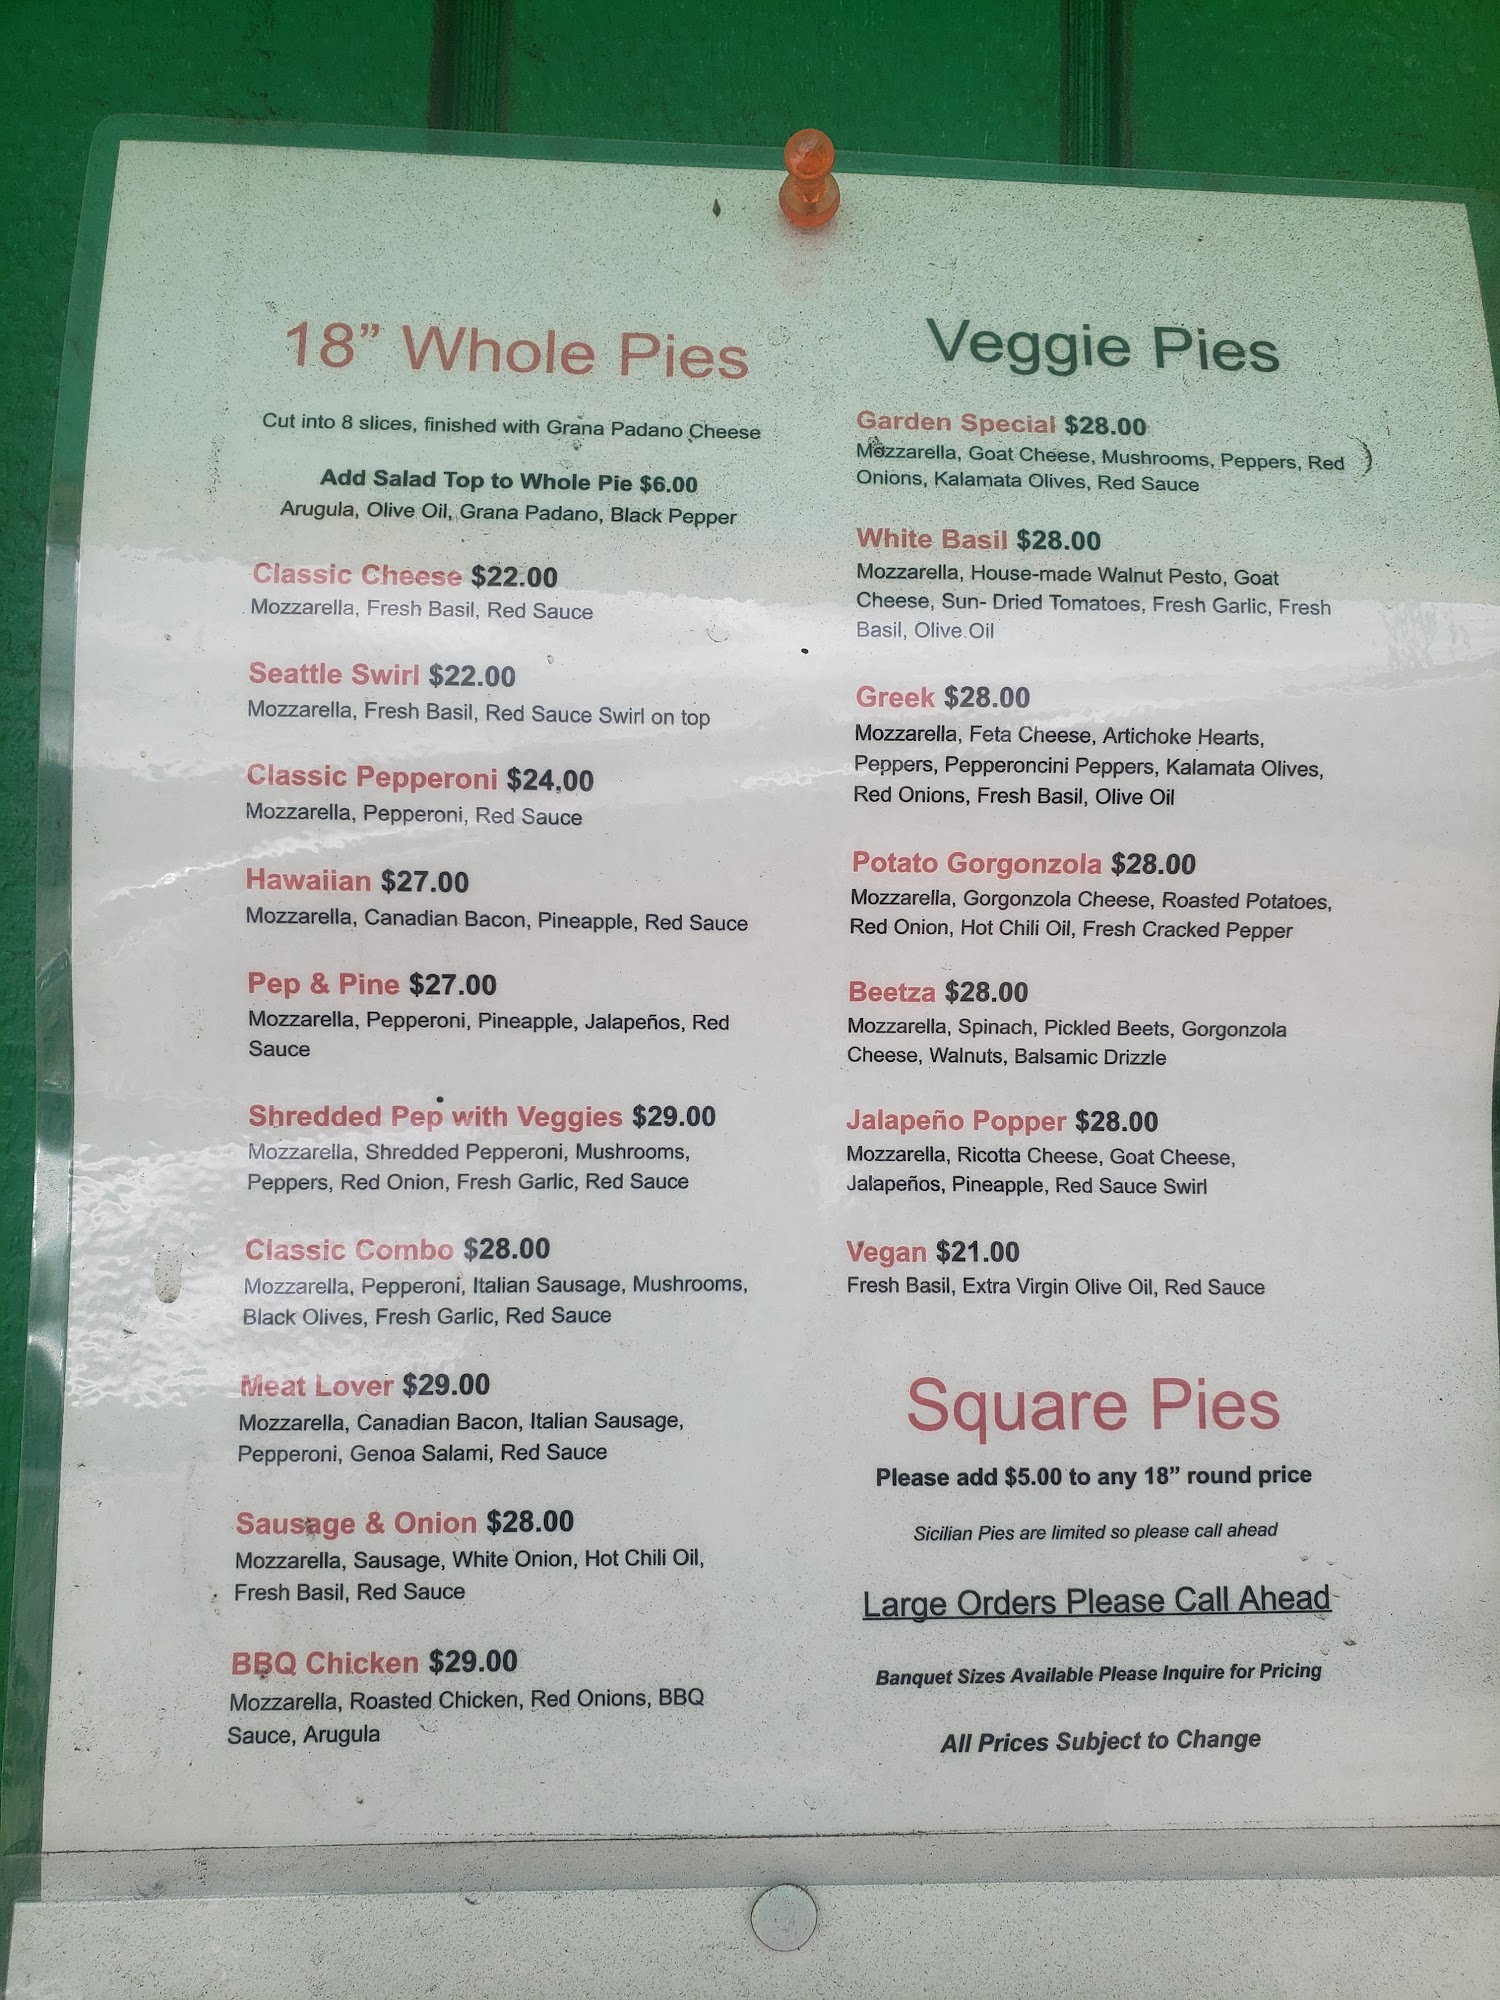 18” Whole Pies
Cut into 8 slices, finished with Grana Padano Cheese
Add Salad Top to Whole Pie $6.00
Arugula, Olive Oil, Grana Padano, Black Pepper
Classic Cheese $22.00
Mozzarella, Fresh Basil, Red Sauce
Seattle Swirl $22.00
Mozzarella, Fresh Basil, Red Sauce Swirl on top
Classic Pepperoni $24.00
Mozzarella, Pepperoni, Red Sauce
Hawaiian $27.00
Mozzarella, Canadian Bacon, Pineapple, Red Sauce
Pep & Pine $27.00
Mozzarella, Pepperoni, Pineapple, Jalapeños, Red
Sauce
Shredded Pep with Veggies $29.00
Mozzarella, Shredded Pepperoni, Mushrooms,
Peppers, Red Onion, Fresh Garlic, Red Sauce
Classic Combo $28.00
Mozzarella, Pepperoni, Italian Sausage, Mushrooms,
Black Olives, Fresh Garlic, Red Sauce
Meat Lover $29.00
Mozzarella, Canadian Bacon, Italian Sausage,
Pepperoni, Genoa Salami, Red Sauce
Sausage & Onion $28.00
Mozzarella, Sausage, White Onion, Hot Chili Oil,
Fresh Basil, Red Sauce
BBQ Chicken $29.00
Mozzarella, Roasted Chicken, Red Onions, BBQ
Sauce, Arugula
Veggie Pies
Garden Special $28.00
Mozzarella, Goat Cheese, Mushrooms, Peppers, Red
Onions, Kalamata Olives, Red Sauce
White Basil $28.00
Mozzarella, House-made Walnut Pesto, Goat
Cheese, Sun- Dried Tomatoes, Fresh Garlic, Fresh
Basil, Olive Oil
Greek $28.00
Mozzarella, Feta Cheese, Artichoke Hearts,
Peppers, Pepperoncini Peppers, Kalamata Olives,
Red Onions, Fresh Basil, Olive Oil
Potato Gorgonzola $28.00
Mozzarella, Gorgonzola Cheese, Roasted Potatoes,
Red Onion, Hot Chili Oil, Fresh Cracked Pepper
Beetza $28.00
Mozzarella, Spinach, Pickled Beets, Gorgonzola
Cheese, Walnuts, Balsamic Drizzle
Jalapeño Popper $28.00
Mozzarella, Ricotta Cheese, Goat Cheese,
Jalapeños, Pineapple, Red Sauce Swirl
Vegan $21.00
Fresh Basil, Extra Virgin Olive Oil, Red Sauce
Square Pies
Please add $5.00 to any 18” round price
Sicilian Pies are limited so please call ahead
Large Orders Please Call Ahead
Banquet Sizes Available Please Inquire for Pricing
All Prices Subject to Change